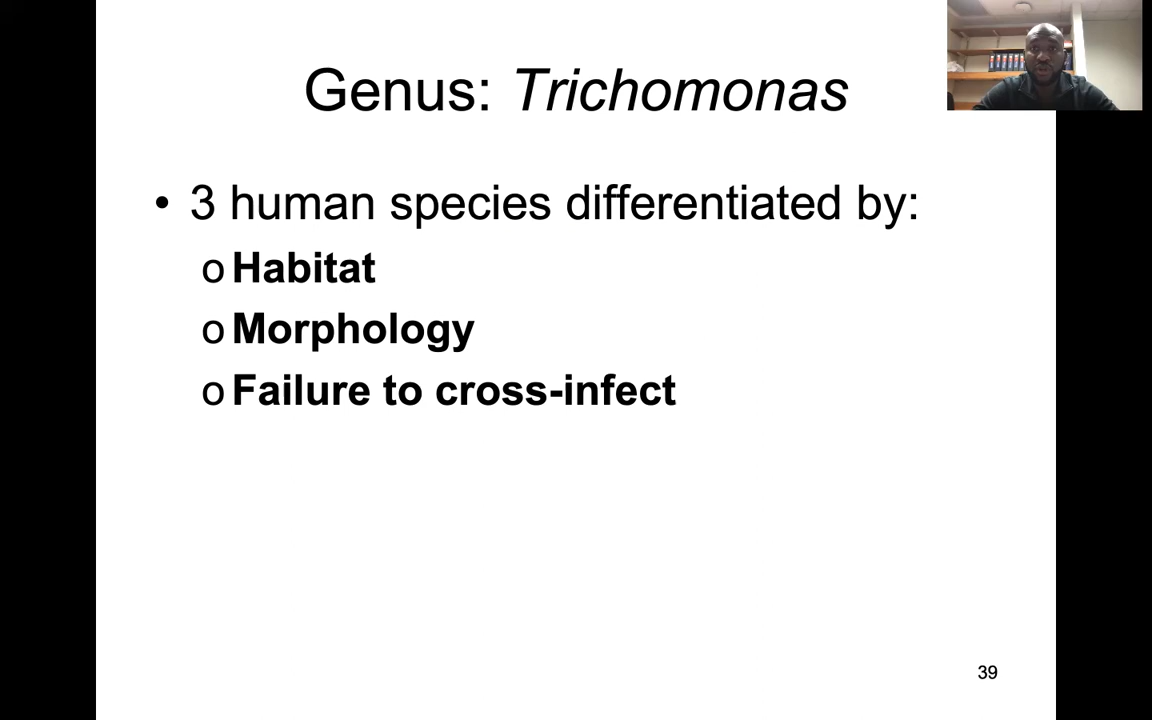 Genus: Trichomonas
• 3 human species differentiated by:
o Habitat
o Morphology
o Failure to cross-infect
39